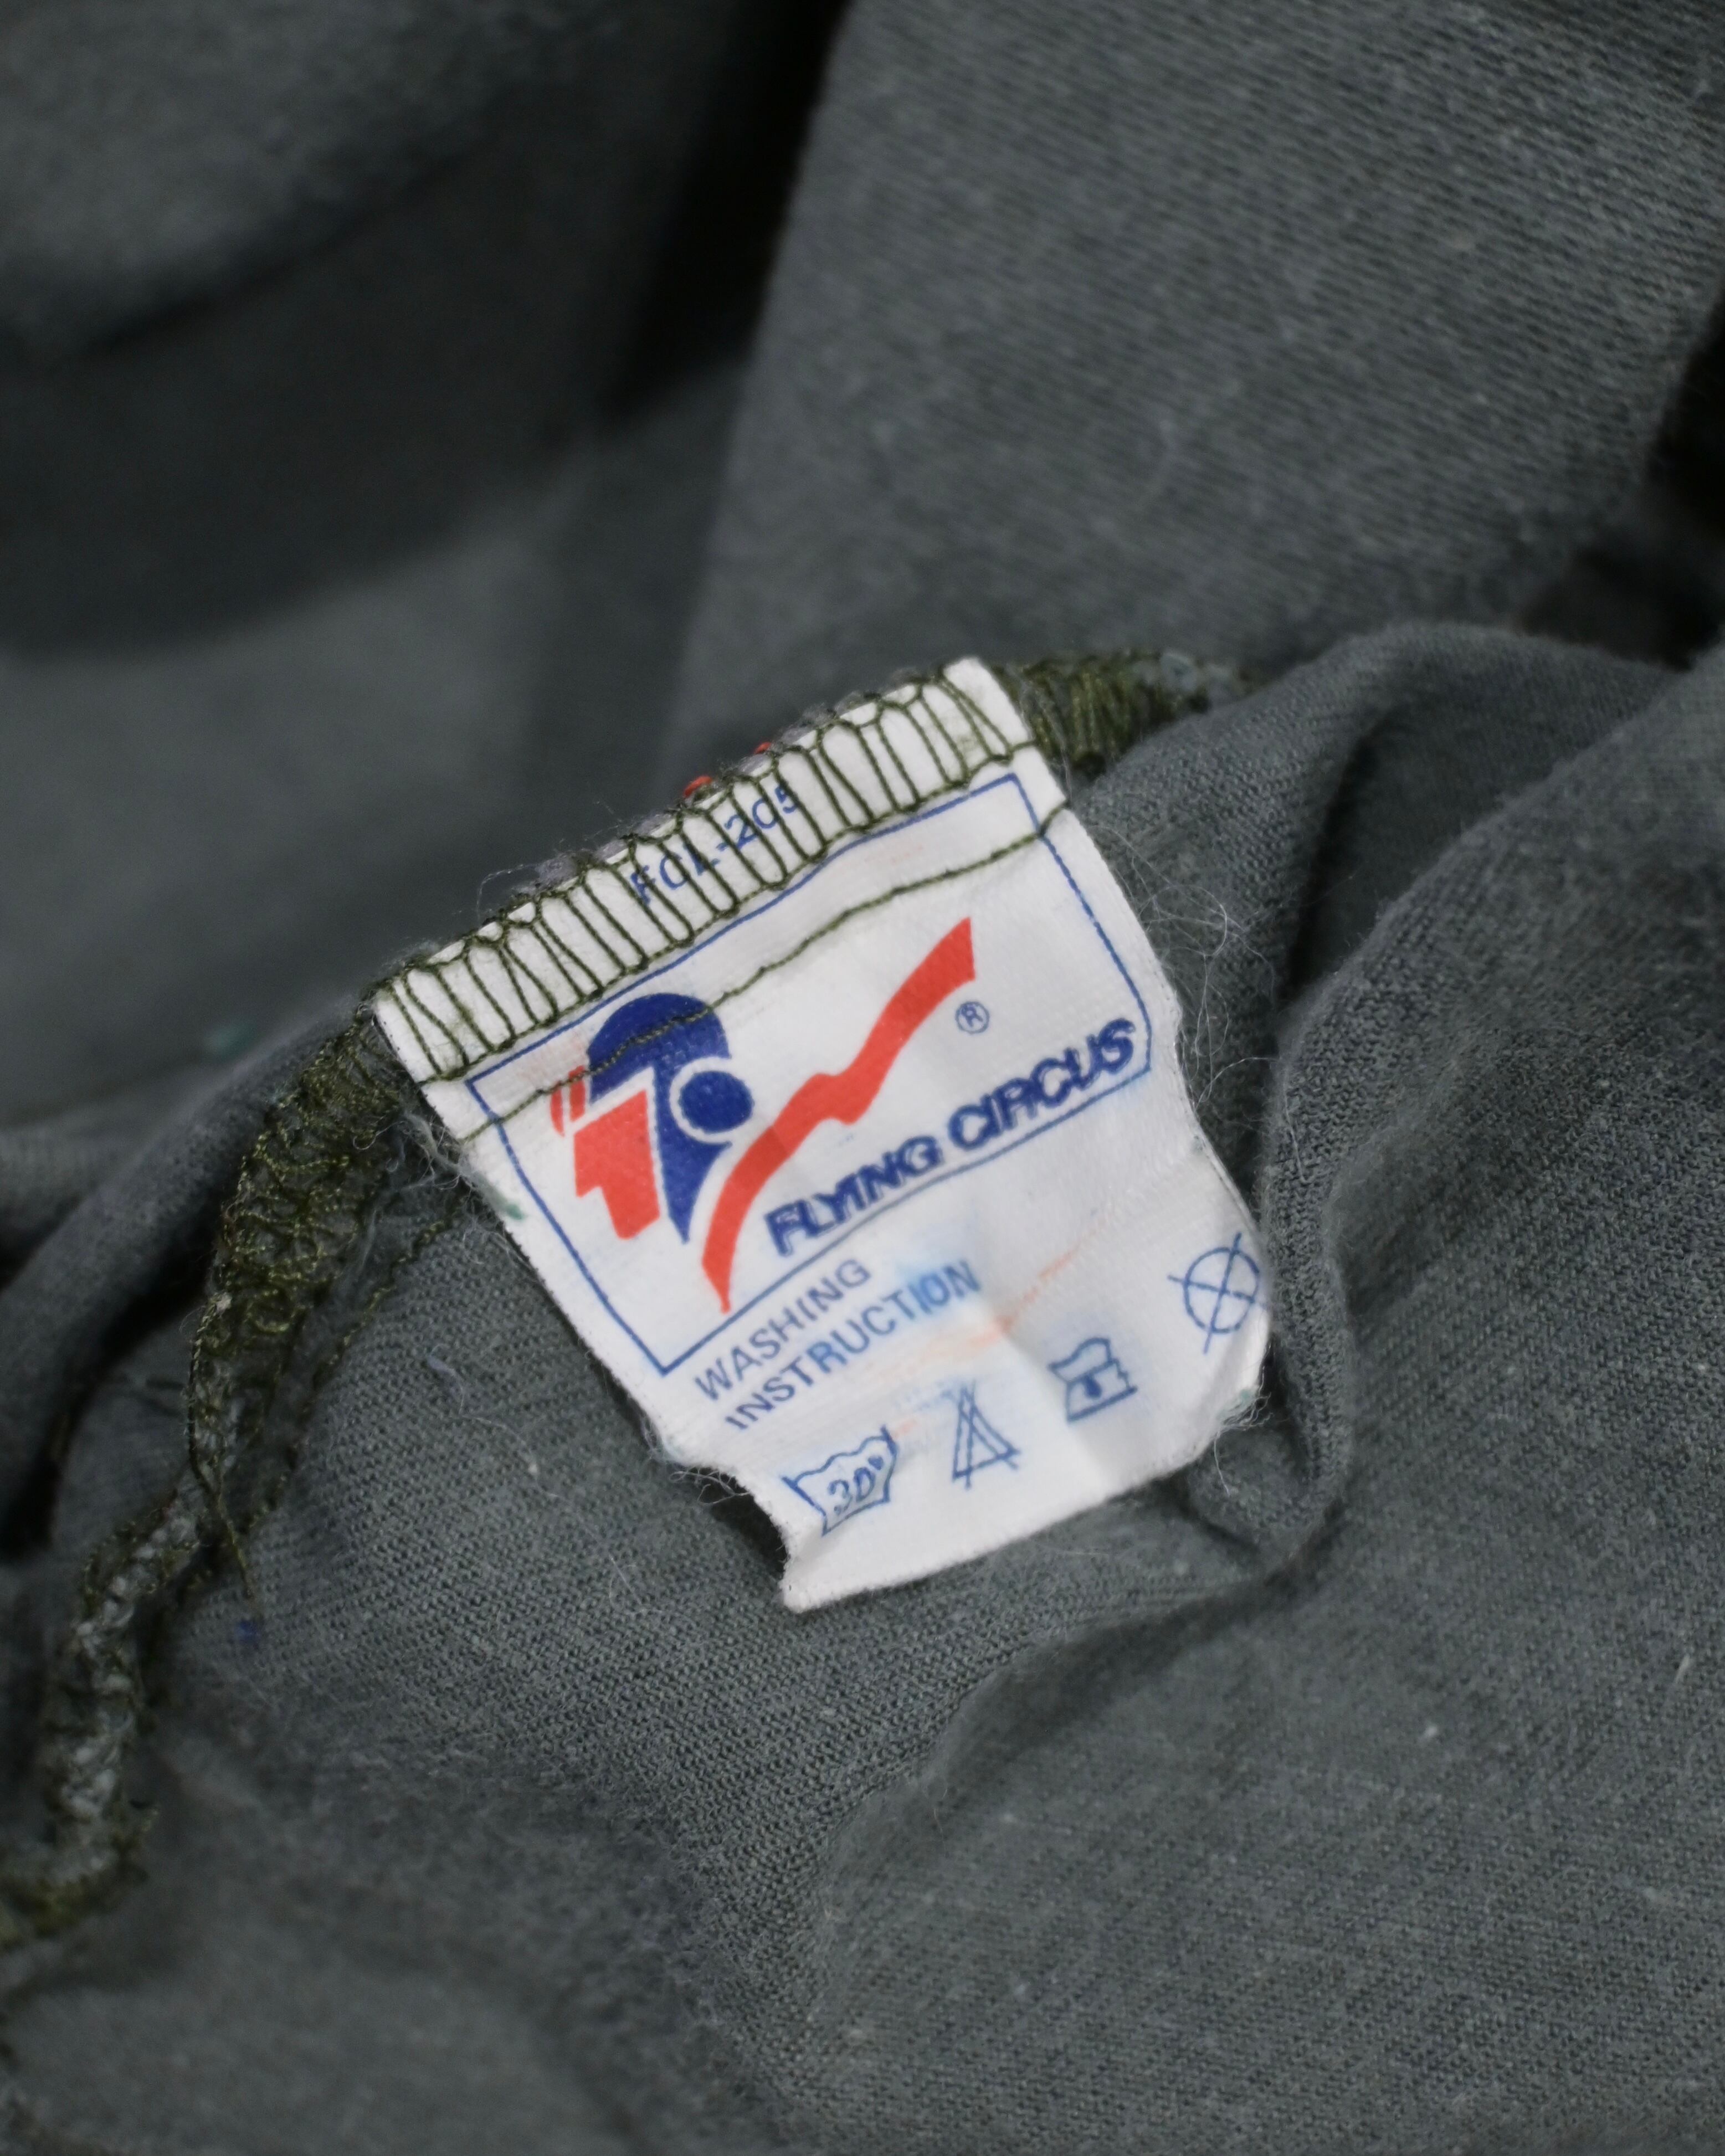 FCL-205
®
FLYING CIRCUS
WASHING
INSTRUCTION
30°